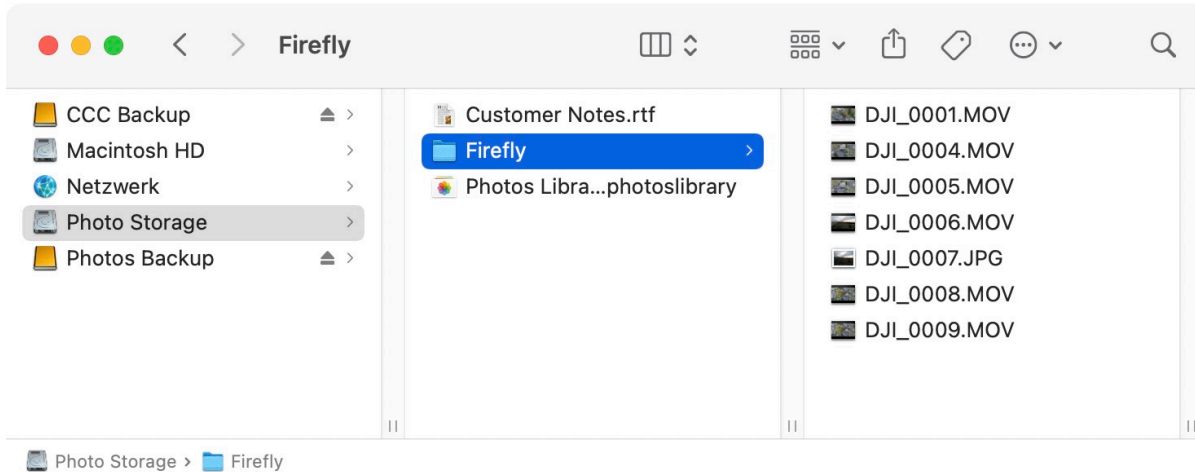 Firefly
CCC Backup
Macintosh HD
Netzwerk
Photo Storage
Photos Backup
Customer Notes.rtf
Firefly
Photos Libra...photoslibrary
DJI_0001.MOV
DJI_0004.MOV
DJI_0005.MOV
DJI_0006.MOV
DJI_0007.JPG
DJI_0008.MOV
DJI_0009.MOV
Photo Storage › Firefly